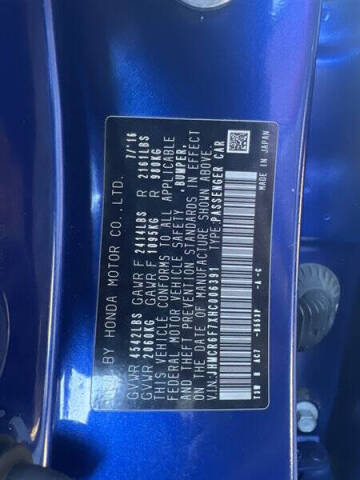 MFD. BY HONDA MOTOR CO., LTD. 7/'16
GVWR 4542LBS GAWR F 2414LBS R 2161LBS
GVWR 2060KG GAWR F 1095KG R 980KG
THIS VEHICLE CONFORMS TO ALL APPLICABLE
FEDERAL MOTOR VEHICLE SAFETY, BUMPER,
AND THEFT PREVENTION STANDARDS IN EFFECT
ON THE DATE OF MANUFACTURE SHOWN ABOVE.
V.I.N: JHMCR6F7XHC006391 TYPE:PASSENGER CAR
MADE IN JAPAN
-A -C